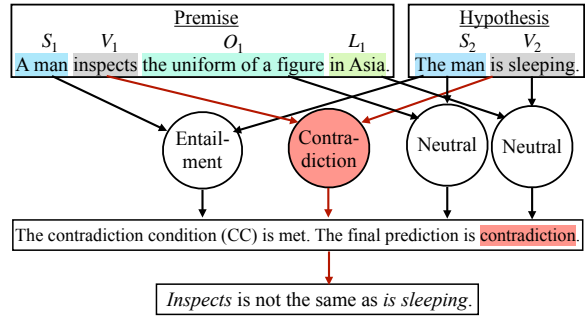 Premise
Hypothesis
S1 V1 O1 L1 S2 V2
A man inspects the uniform of a figure in Asia. The man is sleeping.
Entail-
ment
Contra-
diction
Neutral
Neutral
The contradiction condition (CC) is met. The final prediction is contradiction.
Inspects is not the same as is sleeping.